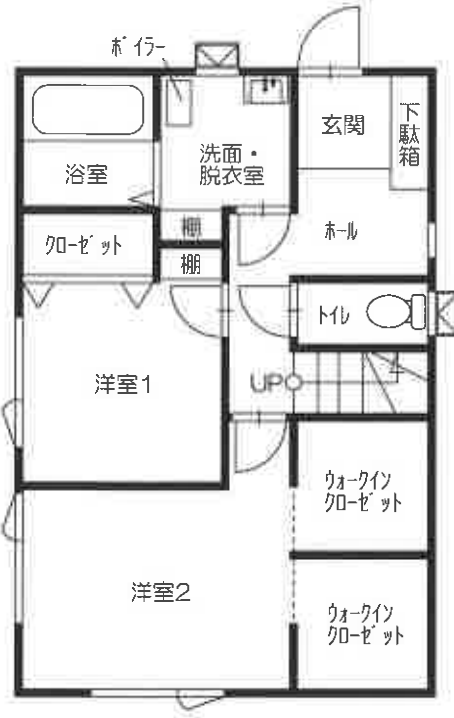 ﾎﾞｲﾗｰ
玄関
下駄箱
洗面・
脱衣室
浴室
棚
ホール
クローゼット
棚
トイレ
洋室1
UP
ウォークイン
クローゼット
洋室2
ウォークイン
クローゼット